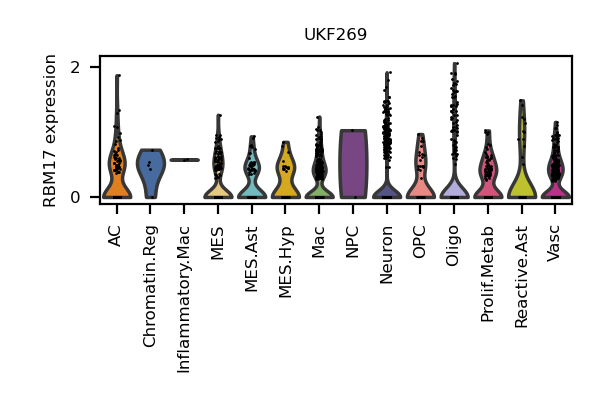 UKF269
RBM17 expression
2
0
AC
Chromatin.Reg
Inflammatory.Mac
MES
MES.Ast
MES.Hyp
Mac
NPC
Neuron
OPC
Oligo
Prolif.Metab
Reactive.Ast
Vasc